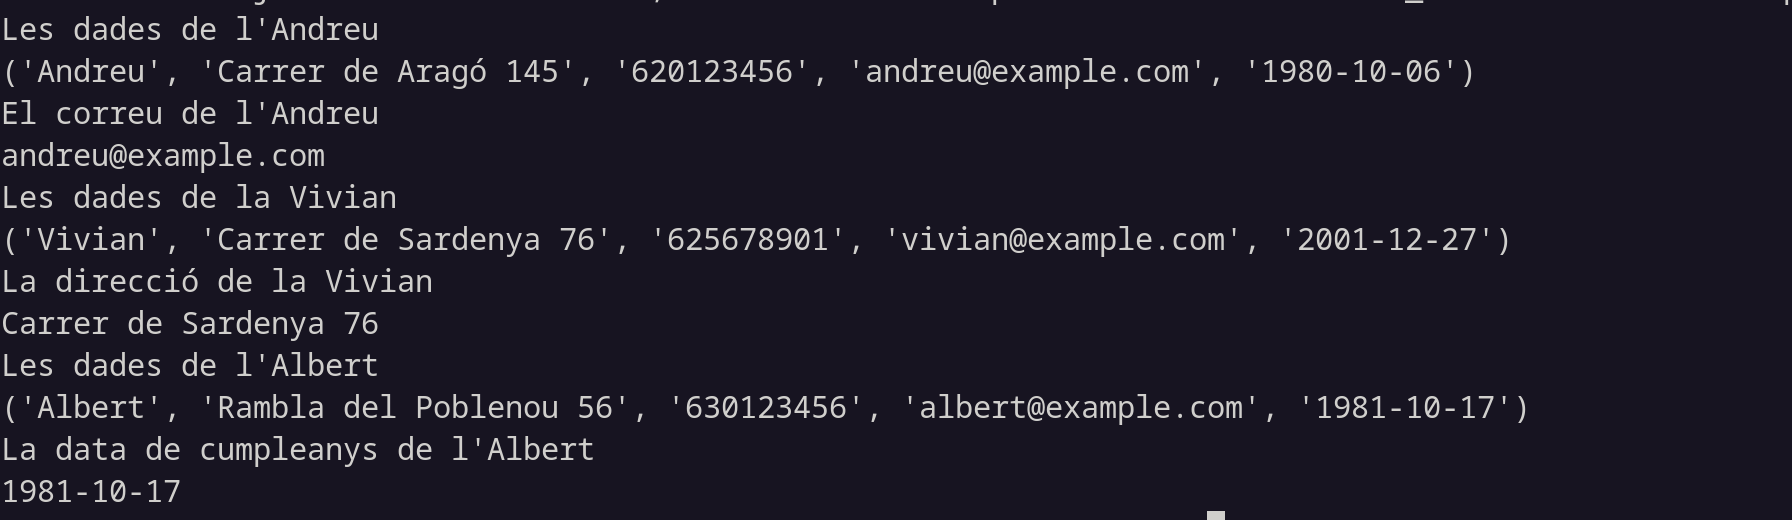 Les dades de l'Andreu
('Andreu', 'Carrer de Aragó 145', '620123456', 'andreu@example.com', '1980-10-06')
El correu de l'Andreu
andreu@example.com
Les dades de la Vivian
('Vivian', 'Carrer de Sardenya 76', '625678901', 'vivian@example.com', '2001-12-27')
La direcció de la Vivian
Carrer de Sardenya 76
Les dades de l'Albert
('Albert', 'Rambla del Poblenou 56', '630123456', 'albert@example.com', '1981-10-17')
La data de cumpleanys de l'Albert
1981-10-17